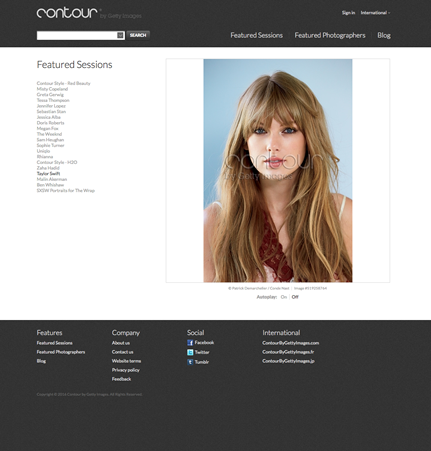 contour by Getty Images
Sign in International
SEARCH
Featured Sessions Featured Photographers Blog
Featured Sessions
Contour Style - Red Beauty
Misty Copeland
Greta Gerwig
Tessa Thompson
Jennifer Lopez
Sebastian Stan
Jessica Alba
Doris Roberts
Megan Fox
The Weeknd
Sam Heughan
Sophie Turner
Rihanna
Contour Style - H2O
Zaha Hadid
Taylor Swift
Malin Akerman
Ben Whishaw
SXSW Portraits for The Wrap
contour
by Getty Images
© Patrick Demarchelier / Conde Nast
Autoplay: On | Off
Features Company Social International
Featured Sessions About us Facebook ContourByGettyImages.com
Featured Photographers Contact us Twitter ContourByGettyImages.fr
Blog Website terms Tumblr ContourByGettyImages.jp
Privacy policy
Feedback
Copyright © 2016 Contour by Getty Images. All Rights Reserved.